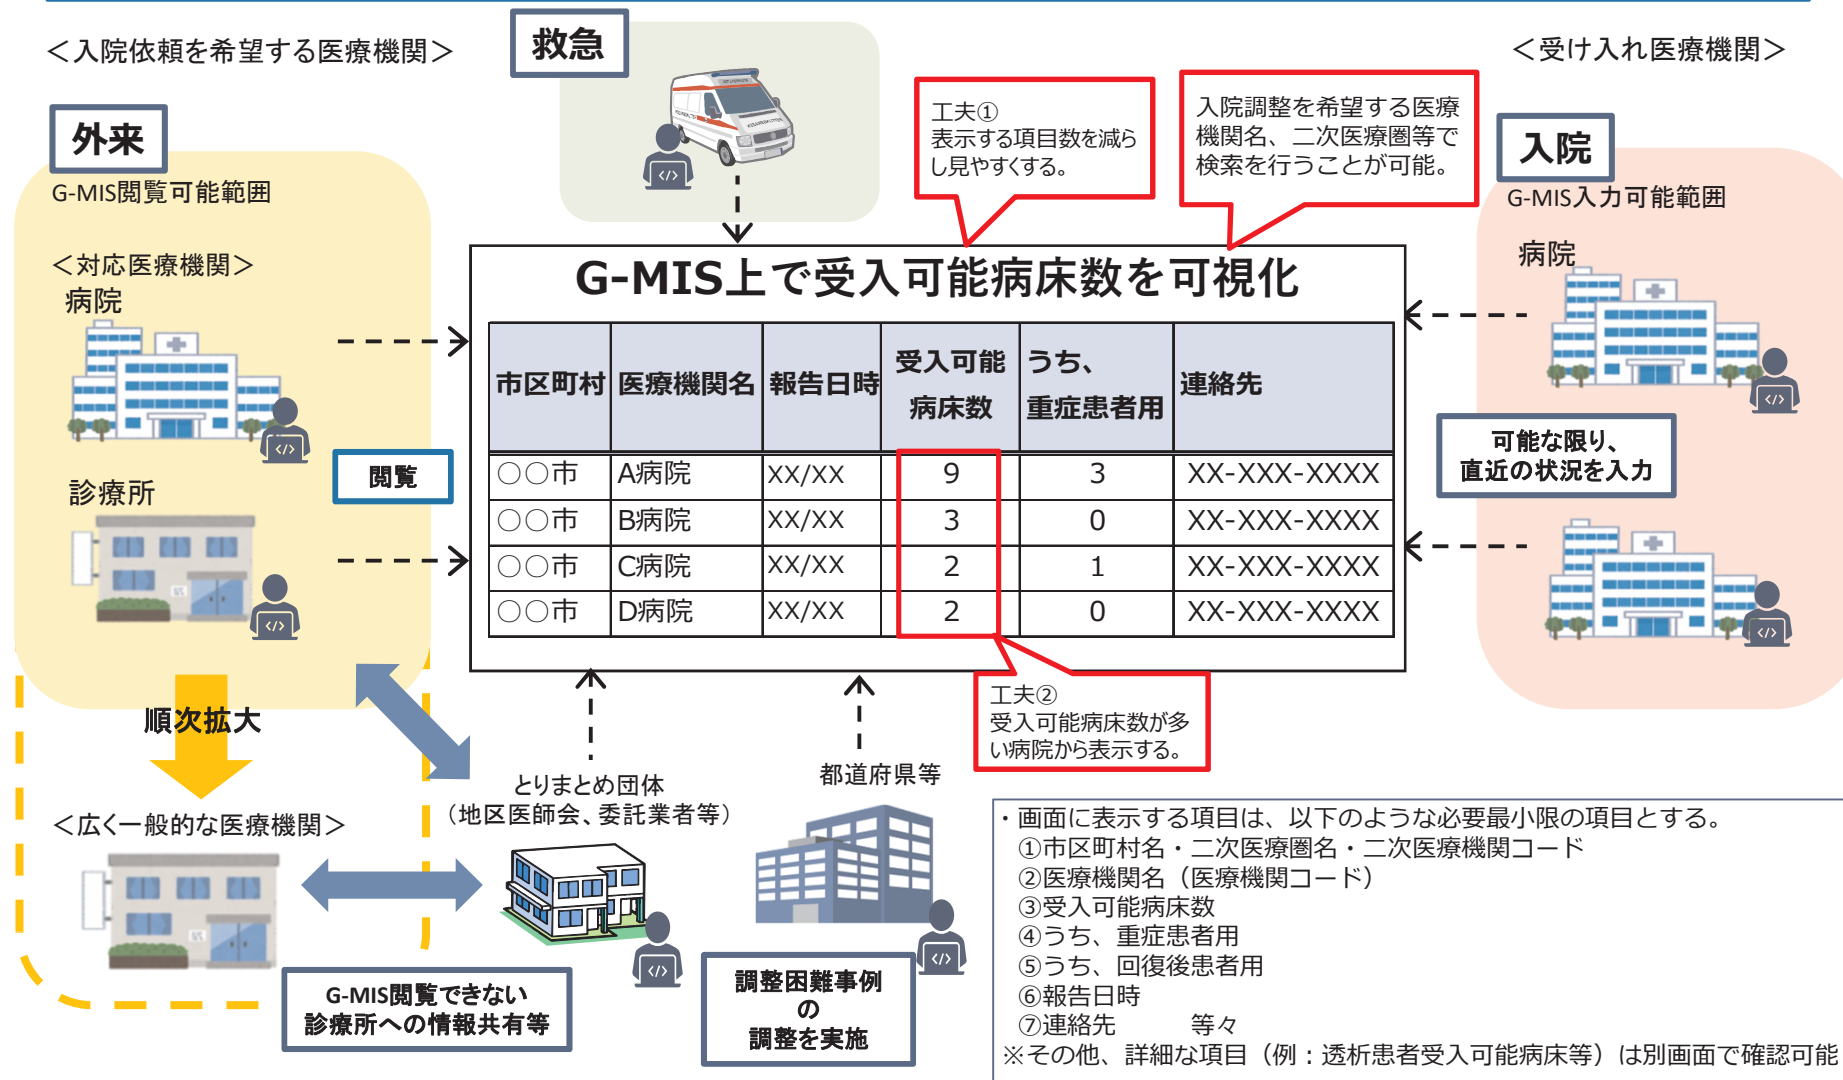 ＜入院依頼を希望する医療機関＞
救急
＜受け入れ医療機関＞
外来
G-MIS閲覧可能範囲
＜対応医療機関＞
病院
診療所
閲覧
工夫①
表示する項目数を減ら
し見やすくする。
入院調整を希望する医療
機関名、二次医療圏等で
検索を行うことが可能。
入院
G-MIS入力可能範囲
病院
可能な限り、
直近の状況を入力
G-MIS上で受入可能病床数を可視化
市区町村 医療機関名 報告日時 受入可能病床数 うち、重症患者用 連絡先
○○市 A病院 XX/XX 9 3 XX-XXX-XXXX
○○市 B病院 XX/XX 3 0 XX-XXX-XXXX
○○市 C病院 XX/XX 2 1 XX-XXX-XXXX
○○市 D病院 XX/XX 2 0 XX-XXX-XXXX
工夫②
受入可能病床数が多
い病院から表示する。
順次拡大
＜広く一般的な医療機関＞
とりまとめ団体
（地区医師会、委託業者等）
都道府県等
G-MIS閲覧できない
診療所への情報共有等
調整困難事例
の
調整を実施
・画面に表示する項目は、以下のような必要最小限の項目とする。
①市区町村名・二次医療圏名・二次医療機関コード
②医療機関名（医療機関コード）
③受入可能病床数
④うち、重症患者用
⑤うち、回復後患者用
⑥報告日時
⑦連絡先 等々
※その他、詳細な項目（例：透析患者受入可能病床等）は別画面で確認可能